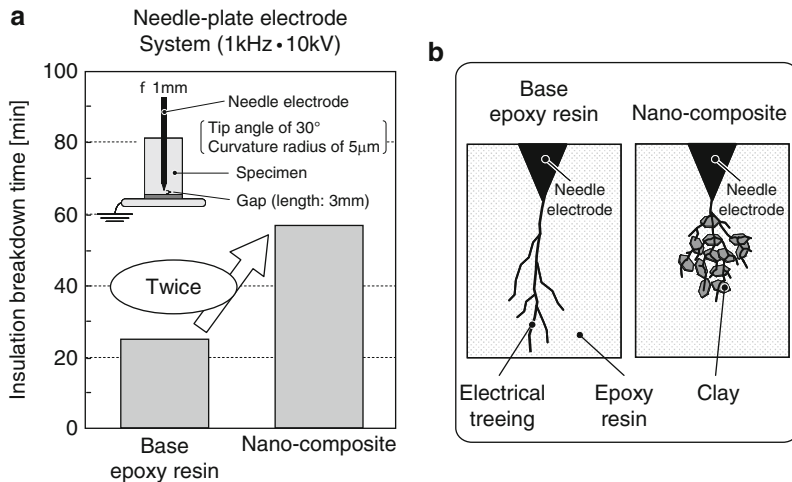 a
Needle-plate electrode
System (1kHz • 10kV)
Insulation breakdown time [min]
100
80
60
40
20
0
f 1mm
Needle electrode
Tip angle of 30°
Curvature radius of 5μm
Specimen
Gap (length: 3mm)
Twice
Base
epoxy resin
Nano-composite
b
Base
epoxy resin
Nano-composite
Needle
electrode
Needle
electrode
Electrical
treeing
Epoxy
resin
Clay